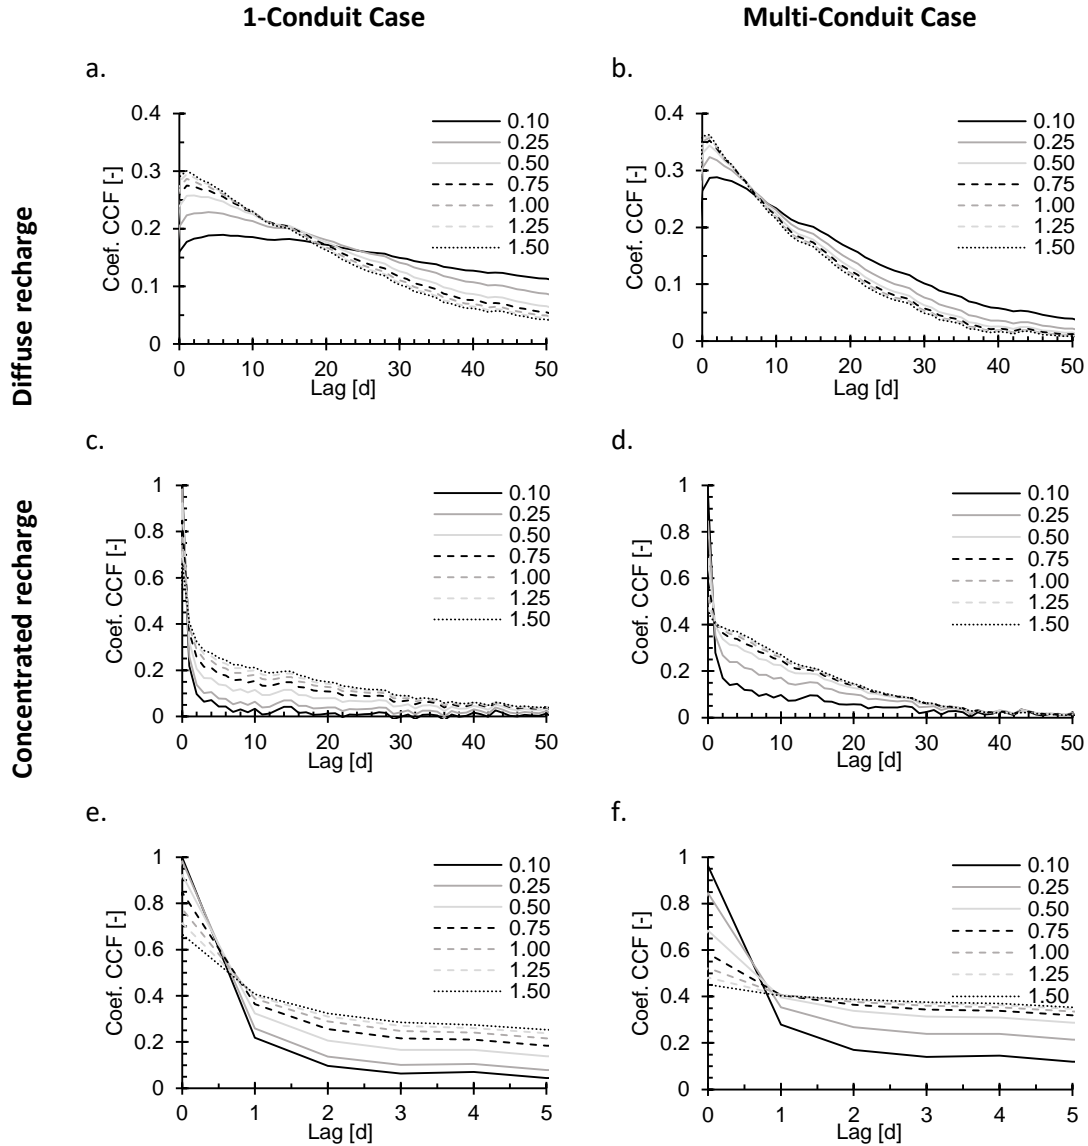 1-Conduit Case
Multi-Conduit Case
Diffuse recharge
a.
0.4
0.3
0.2
0.1
0
Coef. CCF [-]
0 10 20 30 40 50
Lag [d]
0.10
0.25
0.50
0.75
1.00
1.25
1.50
b.
0.4
0.3
0.2
0.1
0
Coef. CCF [-]
0 10 20 30 40 50
Lag [d]
0.10
0.25
0.50
0.75
1.00
1.25
1.50
Concentrated recharge
c.
1
0.8
0.6
0.4
0.2
0
Coef. CCF [-]
0 10 20 30 40 50
Lag [d]
0.10
0.25
0.50
0.75
1.00
1.25
1.50
d.
1
0.8
0.6
0.4
0.2
0
Coef. CCF [-]
0 10 20 30 40 50
Lag [d]
0.10
0.25
0.50
0.75
1.00
1.25
1.50
e.
1
0.8
0.6
0.4
0.2
0
Coef. CCF [-]
0 1 2 3 4 5
Lag [d]
0.10
0.25
0.50
0.75
1.00
1.25
1.50
f.
1
0.8
0.6
0.4
0.2
0
Coef. CCF [-]
0 1 2 3 4 5
Lag [d]
0.10
0.25
0.50
0.75
1.00
1.25
1.50